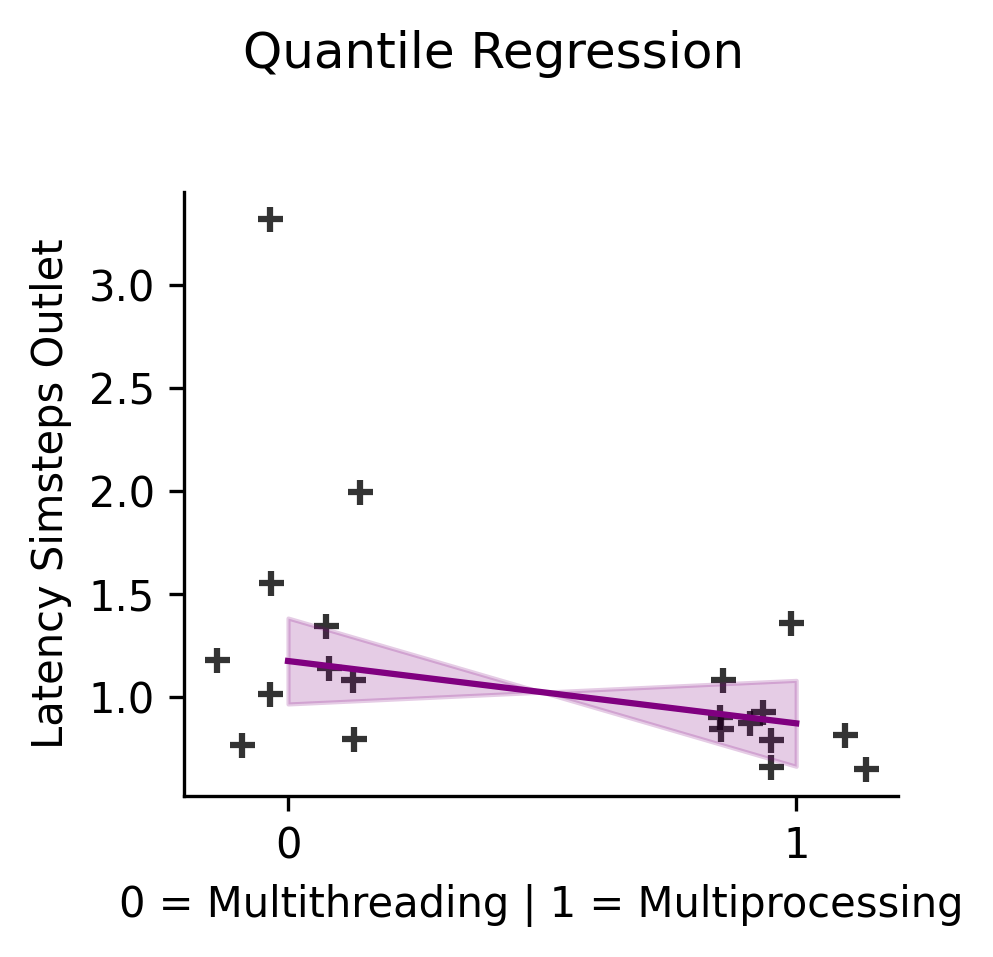 Quantile Regression
Latency Simsteps Outlet
3.0
2.5
2.0
1.5
1.0
0
1
0 = Multithreading | 1 = Multiprocessing